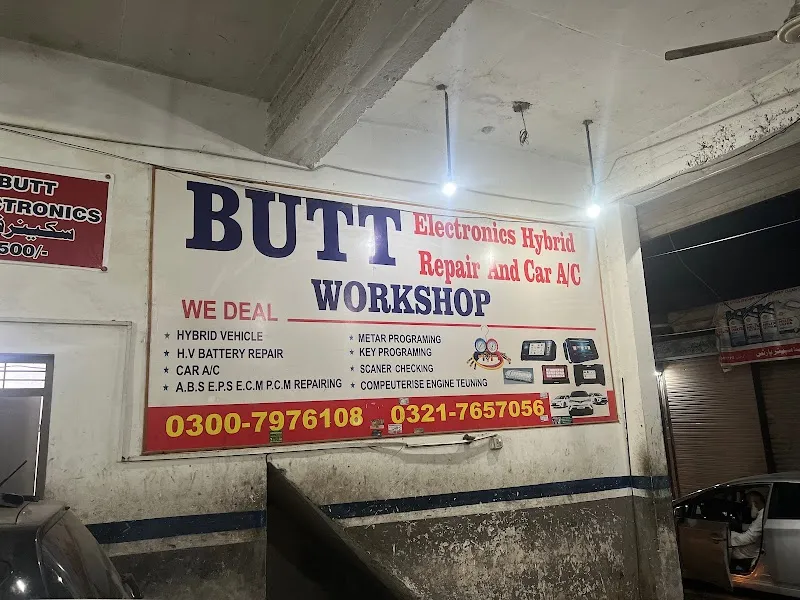 BUTT
CTRONICS
سکینر
500/-
BUTT Electronics Hybrid
Repair And Car A/C
WORKSHOP
WE DEAL
★ HYBRID VEHICLE
★ H.V BATTERY REPAIR
★ CAR A/C
★ A.B.S E.P.S E.C.M P.C.M REPAIRING
★ METAR PROGRAMING
★ KEY PROGRAMING
★ SCANER CHECKING
★ COMPEUTERISE ENGINE TEUNING
0300-7976108 0321-7657056